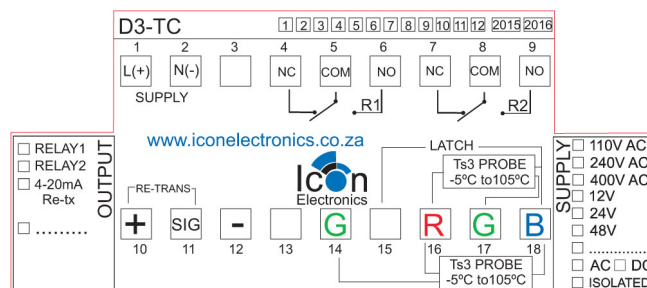 D3-TC 1 2 3 4 5 6 7 8 9 10 11 12 2015 2016
1 2 3 4 5 6 7 8 9
L(+) N(-) NC COM NO NC COM NO
SUPPLY
R1 R2
www.iconelectronics.co.za
LATCH
OUTPUT
RELAY1
RELAY2
4-20mA
Re-tx
.........
RE-TRANS
Icon
Electronics
Ts3 PROBE
-5ºC to105ºC
+ SIG - G R G B
10 11 12 13 14 15 16 17 18
Ts3 PROBE
-5ºC to105ºC
SUPPLY
110V AC
240V AC
400V AC
12V
24V
48V
..............
AC DC
ISOLATED